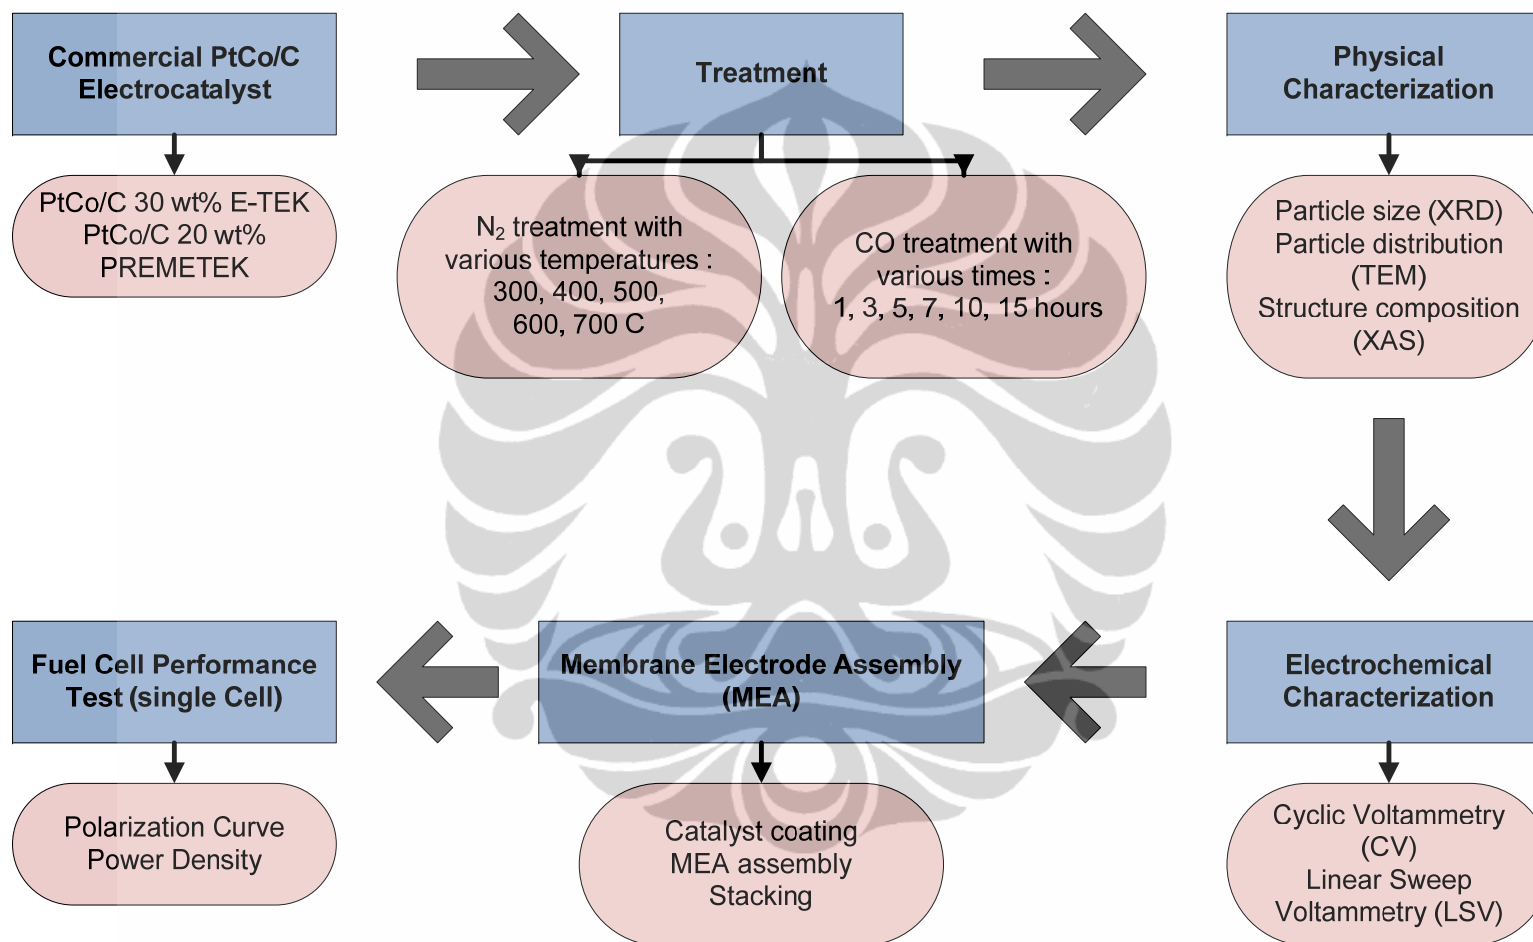 Commercial PtCo/C
Electrocatalyst
Treatment
Physical
Characterization
PtCo/C 30 wt% E-TEK
PtCo/C 20 wt%
PREMETEK
N₂ treatment with
various temperatures :
300, 400, 500,
600, 700 C
CO treatment with
various times :
1, 3, 5, 7, 10, 15 hours
Particle size (XRD)
Particle distribution
(TEM)
Structure composition
(XAS)
Fuel Cell Performance
Test (single Cell)
Membrane Electrode Assembly
(MEA)
Electrochemical
Characterization
Polarization Curve
Power Density
Catalyst coating
MEA assembly
Stacking
Cyclic Voltammetry
(CV)
Linear Sweep
Voltammetry (LSV)